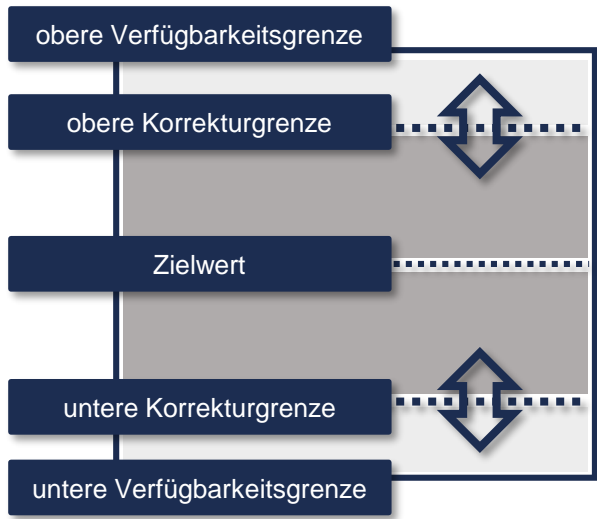 obere Verfügbarkeitsgrenze
obere Korrekturgrenze
Zielwert
untere Korrekturgrenze
untere Verfügbarkeitsgrenze